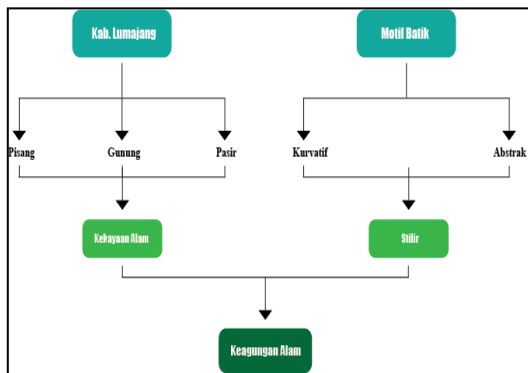 Kab. Lumajang
Motif Batik
Pisang
Gunung
Pasir
Kurvatif
Abstrak
Kekayaan Alam
Stilir
Keagungan Alam